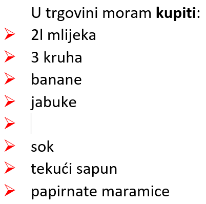 U trgovini moram kupiti:
2l mlijeka
3 kruha
banane
jabuke
sok
tekući sapun
papirnate maramice